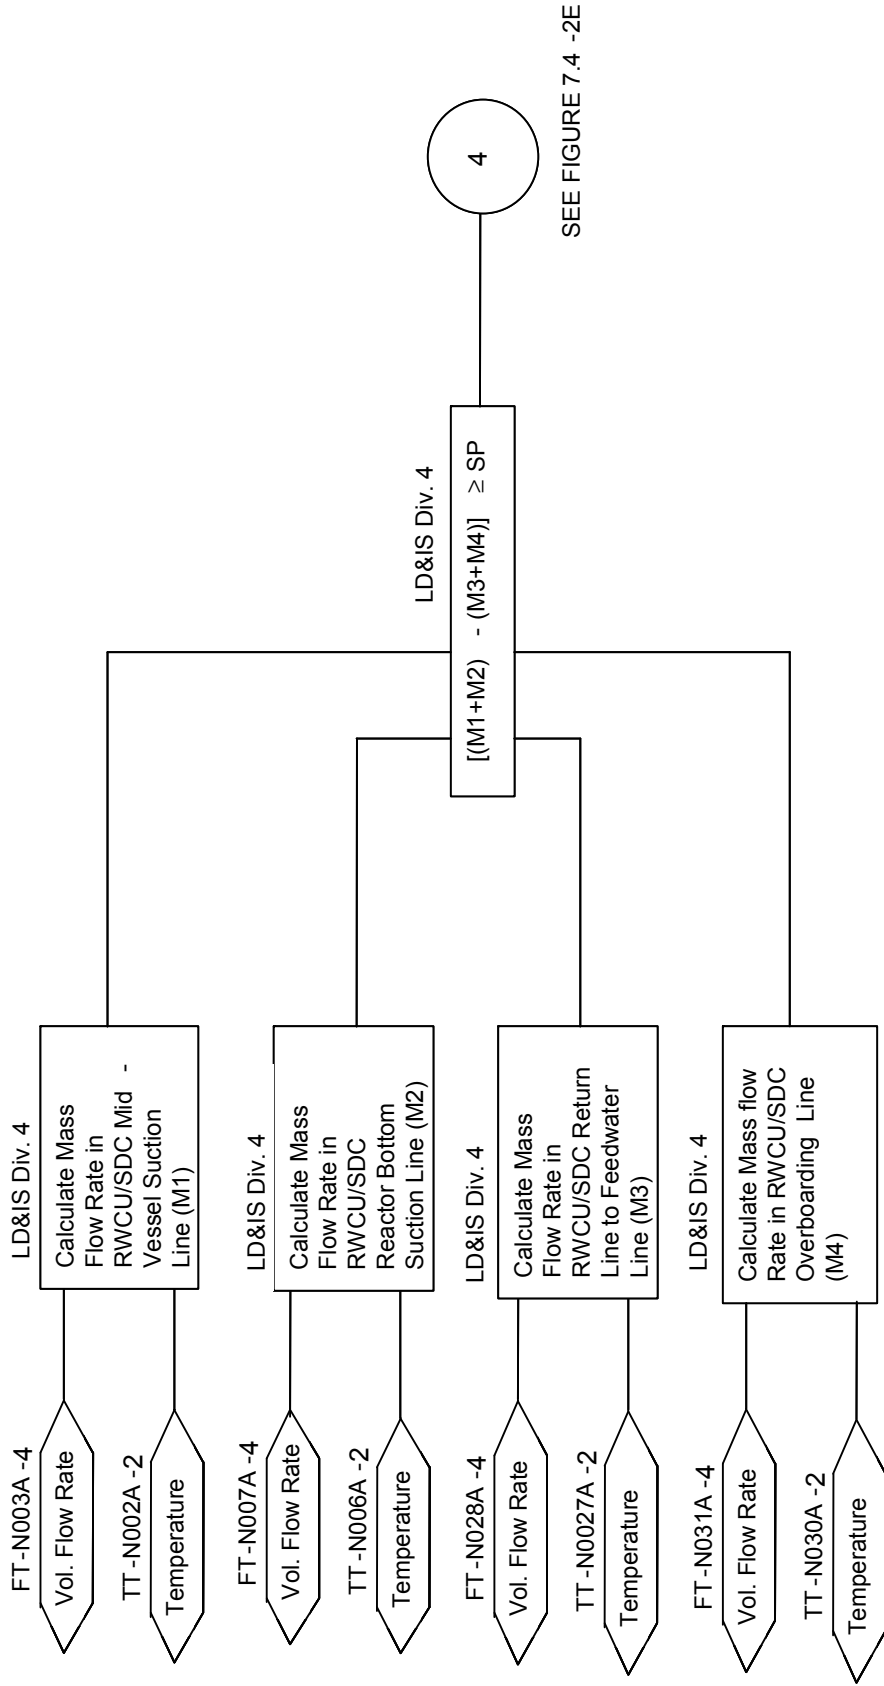 FT-N003A -4
Vol. Flow Rate
TT-N002A -2
Temperature
LD&IS Div. 4
Calculate Mass
Flow Rate in
RWCU/SDC Mid -
Vessel Suction
Line (M1)
FT-N007A -4
Vol. Flow Rate
TT-N006A -2
Temperature
LD&IS Div. 4
Calculate Mass
Flow Rate in
RWCU/SDC
Reactor Bottom
Suction Line (M2)
FT-N028A -4
Vol. Flow Rate
TT-N0027A -2
Temperature
LD&IS Div. 4
Calculate Mass
Flow Rate in
RWCU/SDC Return
Line to Feedwater
Line (M3)
FT-N031A -4
Vol. Flow Rate
TT-N030A -2
Temperature
LD&IS Div. 4
Calculate Mass flow
Rate in RWCU/SDC
Overboarding Line
(M4)
LD&IS Div. 4
[(M1+M2) - (M3+M4)] ≥ SP
4
SEE FIGURE 7.4 -2E